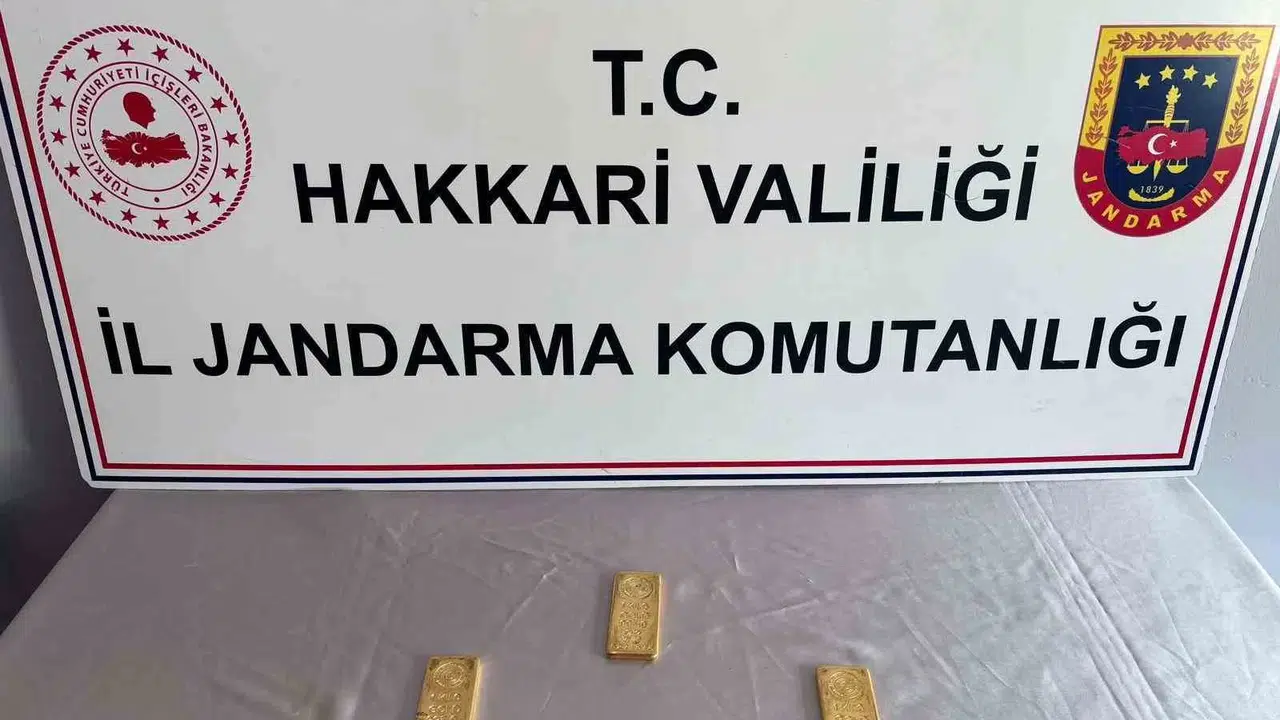 T.C.
HAKKARİ VALİLİĞİ
İL JANDARMA KOMUTANLIĞI
TÜRKİYE CUMHURİYETİ İÇİŞLERİ BAKANLIĞI
1839
JANDARMA